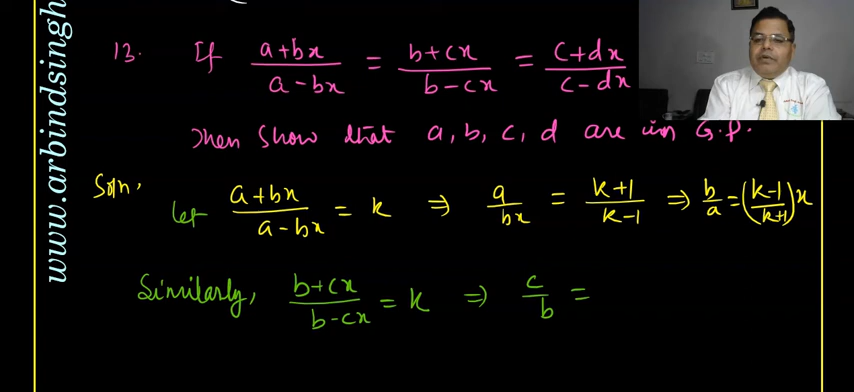 13. If (a+bx)/(a-bx) = (b+cx)/(b-cx) = (c+dx)/(c-dx)
then show that a, b, c, d are in G.P.
Soln, Let (a+bx)/(a-bx) = k ⇒ a/(bx) = (k+1)/(k-1) ⇒ b/a = ((k-1)/(k+1))x
Similarly, (b+cx)/(b-cx) = k ⇒ c/b =
www.arbindsingh